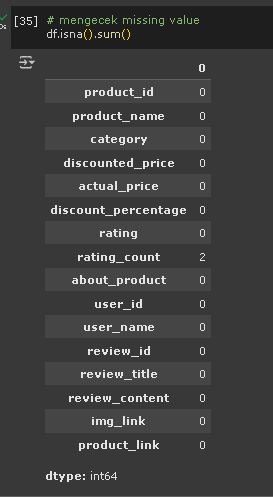 [35] # mengecek missing value
0s df.isna().sum()
0
product_id 0
product_name 0
category 0
discounted_price 0
actual_price 0
discount_percentage 0
rating 0
rating_count 2
about_product 0
user_id 0
user_name 0
review_id 0
review_title 0
review_content 0
img_link 0
product_link 0
dtype: int64